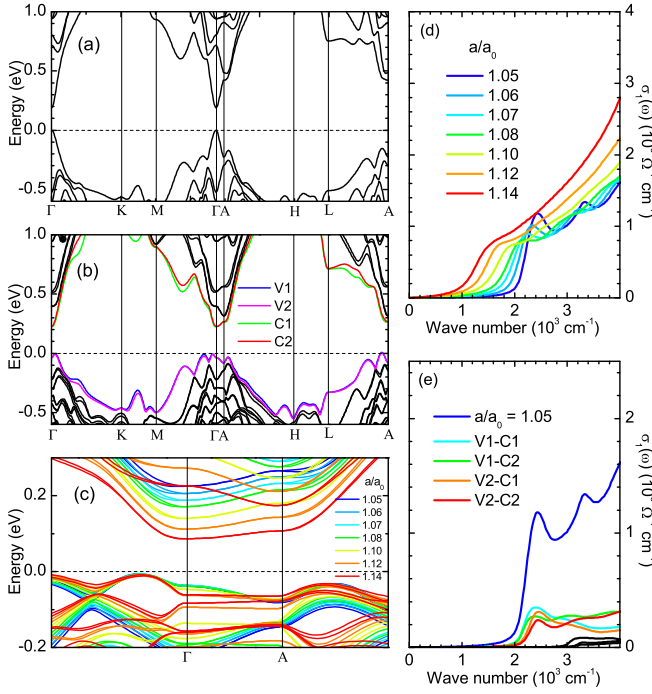 (a)
Energy (eV)
1.0
0.5
0.0
-0.5
Γ K M Γ A H L A
(b)
Energy (eV)
1.0
0.5
0.0
-0.5
V1
V2
C1
C2
Γ K M Γ A H L A
(c)
Energy (eV)
0.2
0.0
-0.2
a/a0
1.05
1.06
1.07
1.08
1.10
1.12
1.14
Γ A
(d)
a/a0
1.05
1.06
1.07
1.08
1.10
1.12
1.14
4
3
2
1
0
0 1 2 3
Wave number (10³ cm⁻¹)
(e)
a/a0 = 1.05
V1-C1
V1-C2
V2-C1
V2-C2
2
1
0
0 1 2 3
Wave number (10³ cm⁻¹)